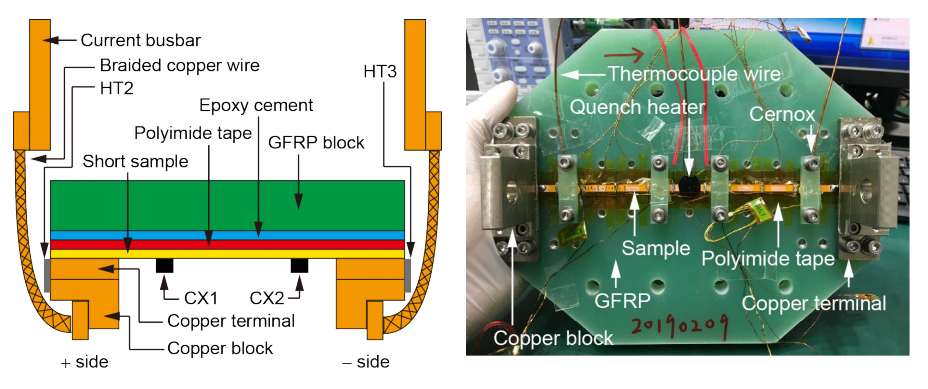 Current busbar
Braided copper wire
HT2
HT3
Epoxy cement
Polyimide tape
GFRP block
Short sample
CX1
CX2
Copper terminal
Copper block
+ side
− side
Thermocouple wire
Quench heater
Cernox
Sample
Polyimide tape
GFRP
Copper terminal
20190209
Copper block